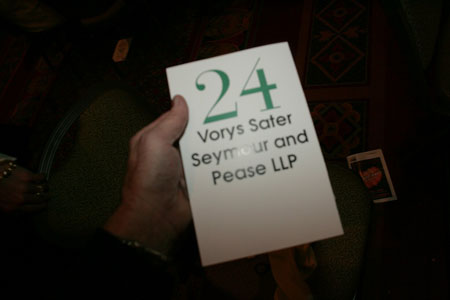 24
Vorys Sater
Seymour and
Pease LLP